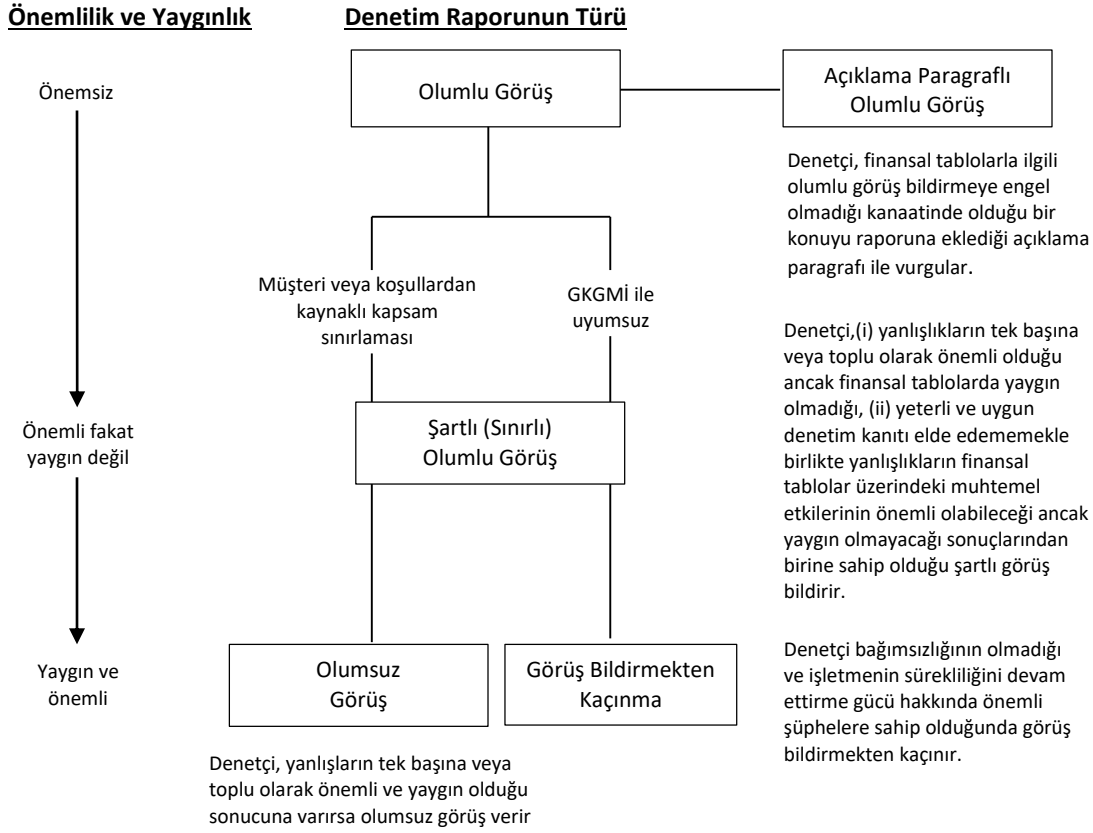 Önemlilik ve Yaygınlık
Denetim Raporunun Türü
Önemsiz
Olumlu Görüş
Açıklama Paragraflı
Olumlu Görüş
Denetçi, finansal tablolarla ilgili
olumlu görüş bildirmeye engel
olmadığı kanaatinde olduğu bir
konuyu raporuna eklediği açıklama
paragrafı ile vurgular.
Müşteri veya koşullardan
kaynaklı kapsam
sınırlaması
GKGMİ ile
uyumsuz
Denetçi,(i) yanlışlıkların tek başına
veya toplu olarak önemli olduğu
ancak finansal tablolarda yaygın
olmadığı, (ii) yeterli ve uygun
denetim kanıtı elde edememekle
birlikte yanlışlıkların finansal
tablolar üzerindeki muhtemel
etkilerinin önemli olabileceği ancak
yaygın olmayacağı sonuçlarından
birine sahip olduğu şartlı görüş
bildirir.
Önemli fakat
yaygın değil
Şartlı (Sınırlı)
Olumlu Görüş
Yaygın ve
önemli
Olumsuz
Görüş
Görüş Bildirmekten
Kaçınma
Denetçi bağımsızlığının olmadığı
ve işletmenin sürekliliğini devam
ettirme gücü hakkında önemli
şüphelere sahip olduğunda görüş
bildirmekten kaçınır.
Denetçi, yanlışların tek başına veya
toplu olarak önemli ve yaygın olduğu
sonucuna varırsa olumsuz görüş verir